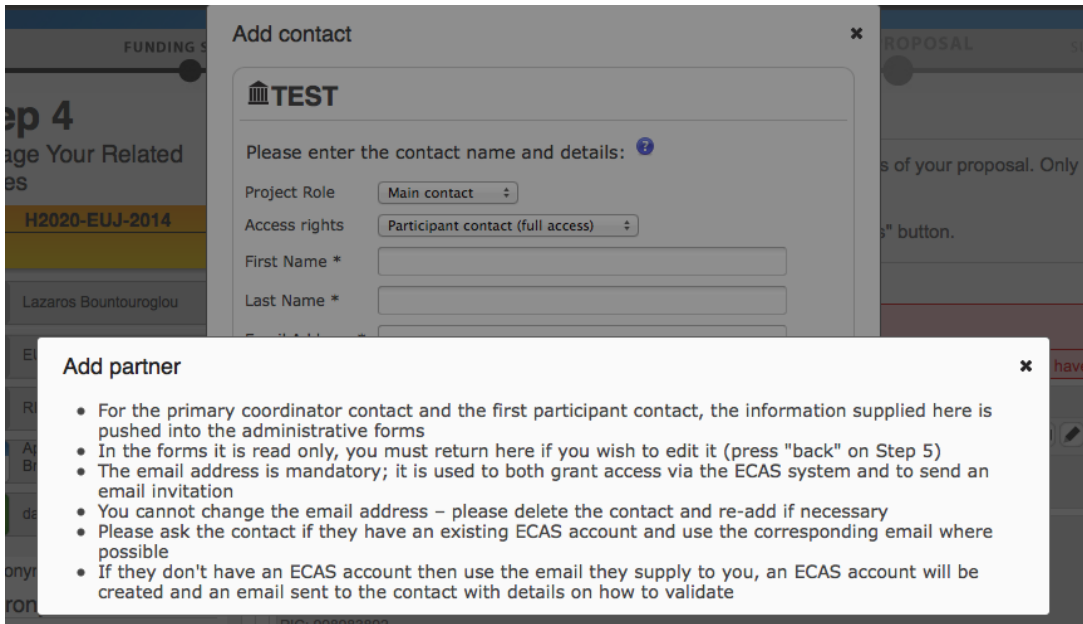 FUNDING S
Add contact
ROPOSAL
TEST
ep 4
age Your Related
es
Please enter the contact name and details:
s of your proposal. Only
Project Role
Main contact
H2020-EUJ-2014
Access rights
Participant contact (full access)
s" button.
First Name *
Lazaros Bountouroglou
Last Name *
Add partner
have
• For the primary coordinator contact and the first participant contact, the information supplied here is
pushed into the administrative forms
• In the forms it is read only, you must return here if you wish to edit it (press "back" on Step 5)
• The email address is mandatory; it is used to both grant access via the ECAS system and to send an
email invitation
• You cannot change the email address – please delete the contact and re-add if necessary
• Please ask the contact if they have an existing ECAS account and use the corresponding email where
possible
• If they don't have an ECAS account then use the email they supply to you, an ECAS account will be
created and an email sent to the contact with details on how to validate